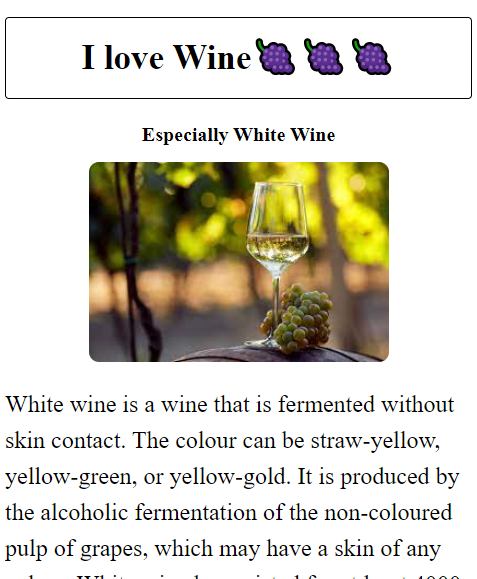 I love Wine🍇🍇🍇
Especially White Wine
White wine is a wine that is fermented without
skin contact. The colour can be straw-yellow,
yellow-green, or yellow-gold. It is produced by
the alcoholic fermentation of the non-coloured
pulp of grapes, which may have a skin of any